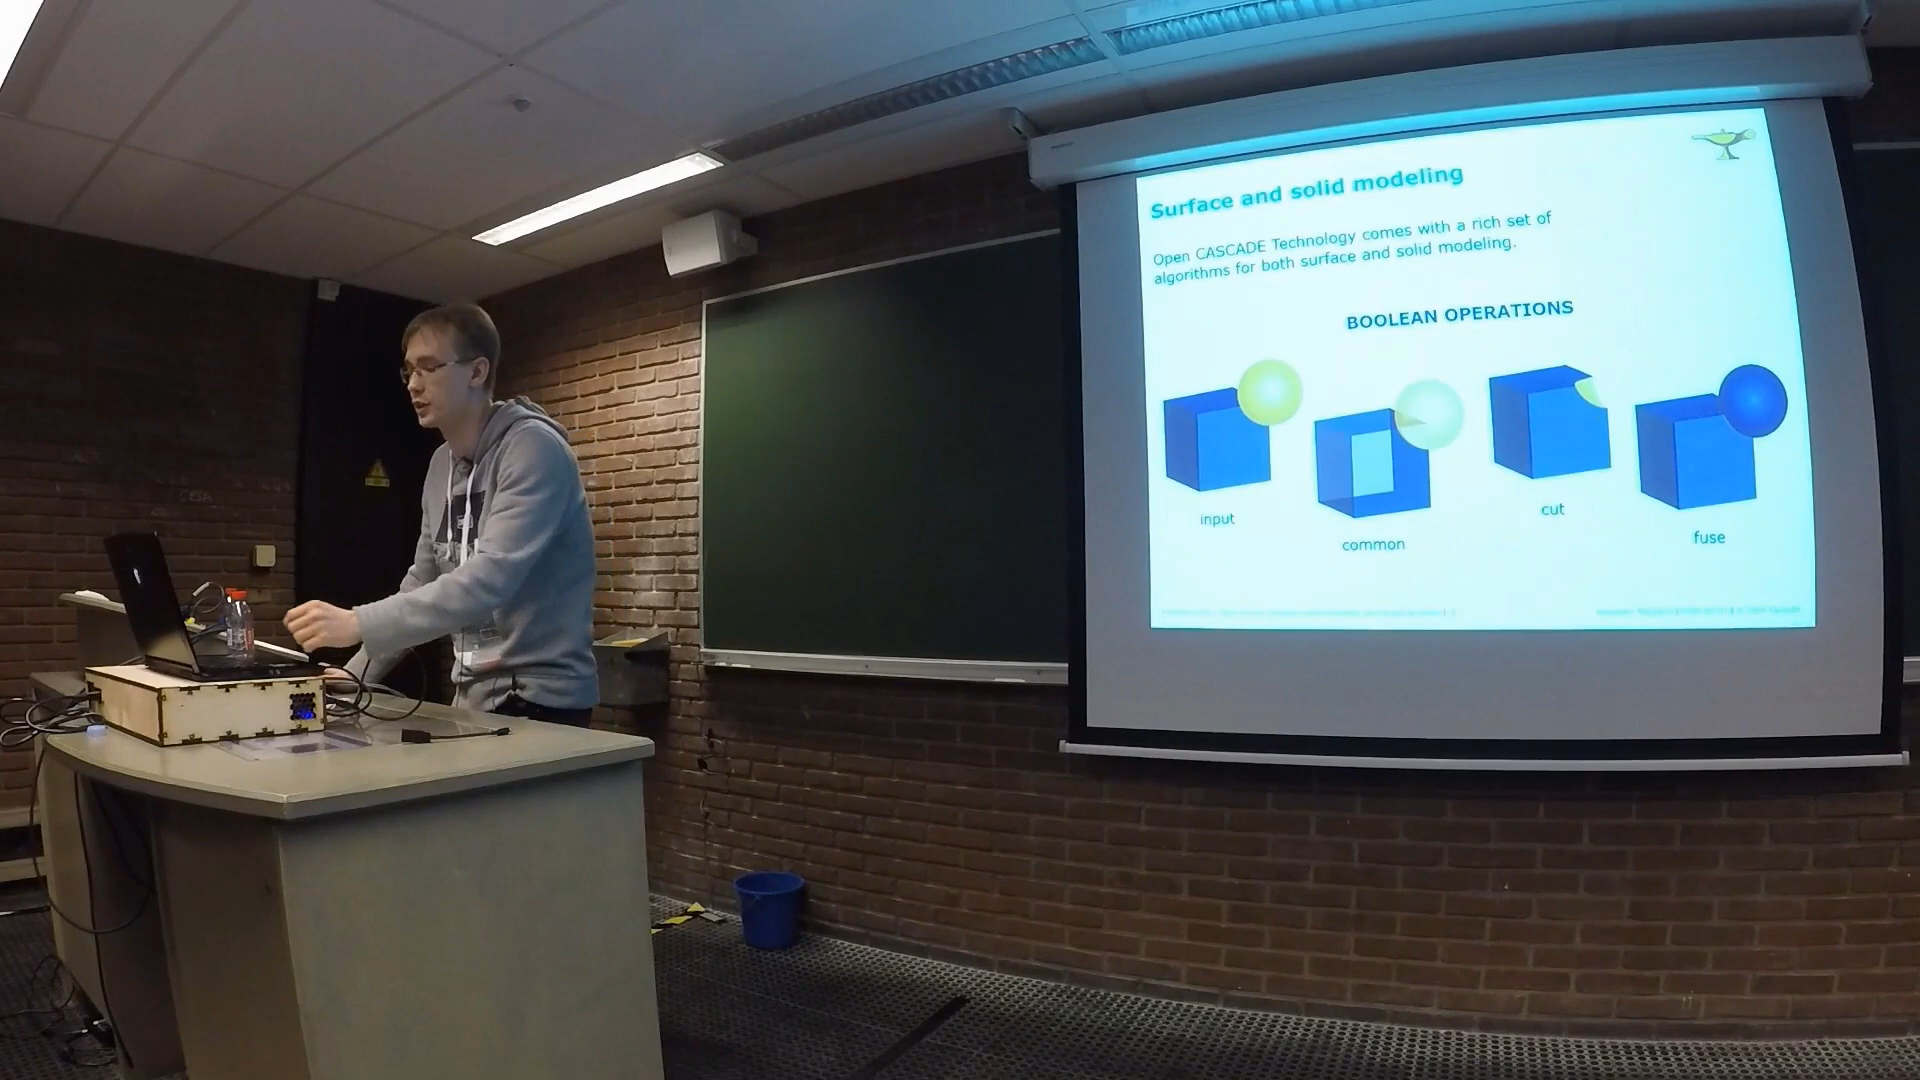 Surface and solid modeling
Open CASCADE Technology comes with a rich set of
algorithms for both surface and solid modeling.
BOOLEAN OPERATIONS
input
common
cut
fuse